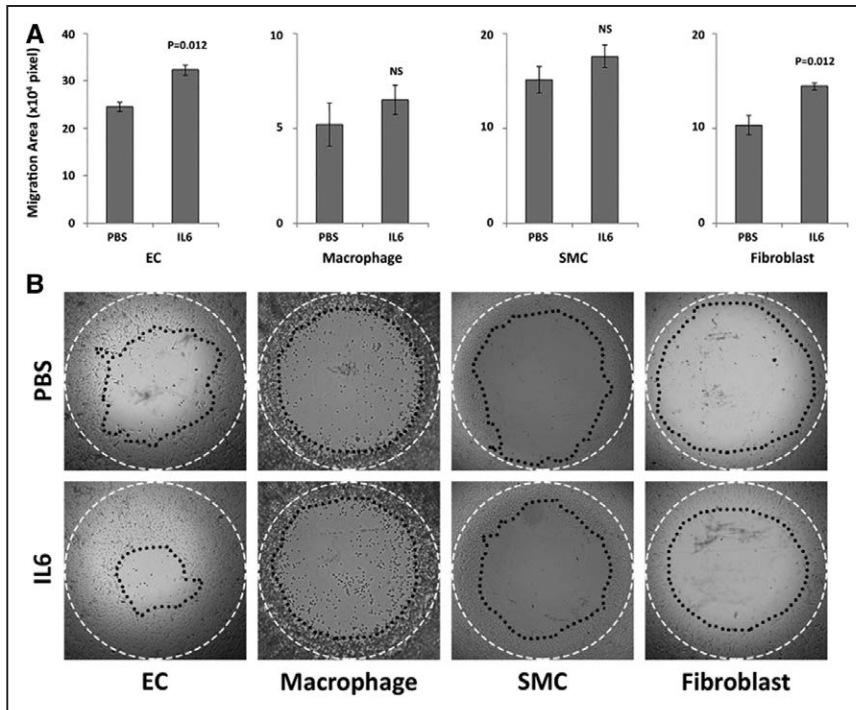 A
Migration Area (x10⁴ pixel)
40
30
20
10
0
P=0.012
PBS IL6
EC
10
5
0
NS
PBS IL6
Macrophage
20
10
0
NS
PBS IL6
SMC
20
10
0
P=0.012
PBS IL6
Fibroblast
B
PBS
IL6
EC Macrophage SMC Fibroblast